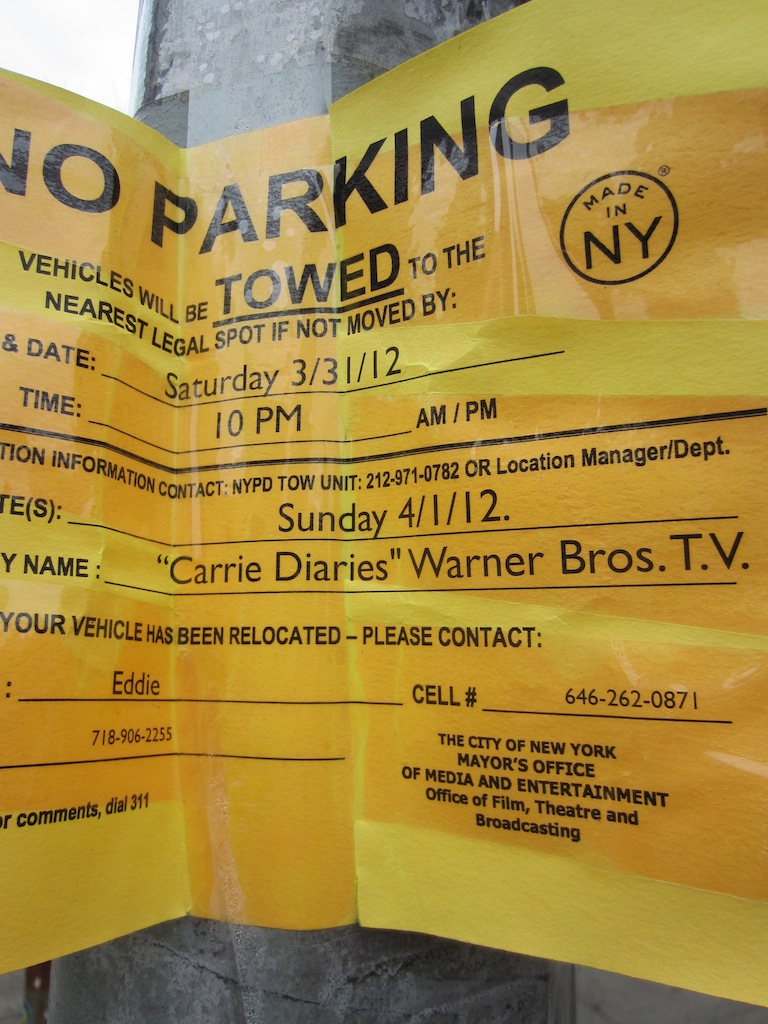 NO PARKING
MADE IN NY ®
VEHICLES WILL BE TOWED TO THE
NEAREST LEGAL SPOT IF NOT MOVED BY:
& DATE: Saturday 3/31/12
TIME: 10 PM AM / PM
TION INFORMATION CONTACT: NYPD TOW UNIT: 212-971-0782 OR Location Manager/Dept.
TE(S): Sunday 4/1/12.
Y NAME : “Carrie Diaries" Warner Bros. T.V.
YOUR VEHICLE HAS BEEN RELOCATED – PLEASE CONTACT:
: Eddie CELL # 646-262-0871
718-906-2255
THE CITY OF NEW YORK
MAYOR'S OFFICE
OF MEDIA AND ENTERTAINMENT
Office of Film, Theatre and
Broadcasting
or comments, dial 311